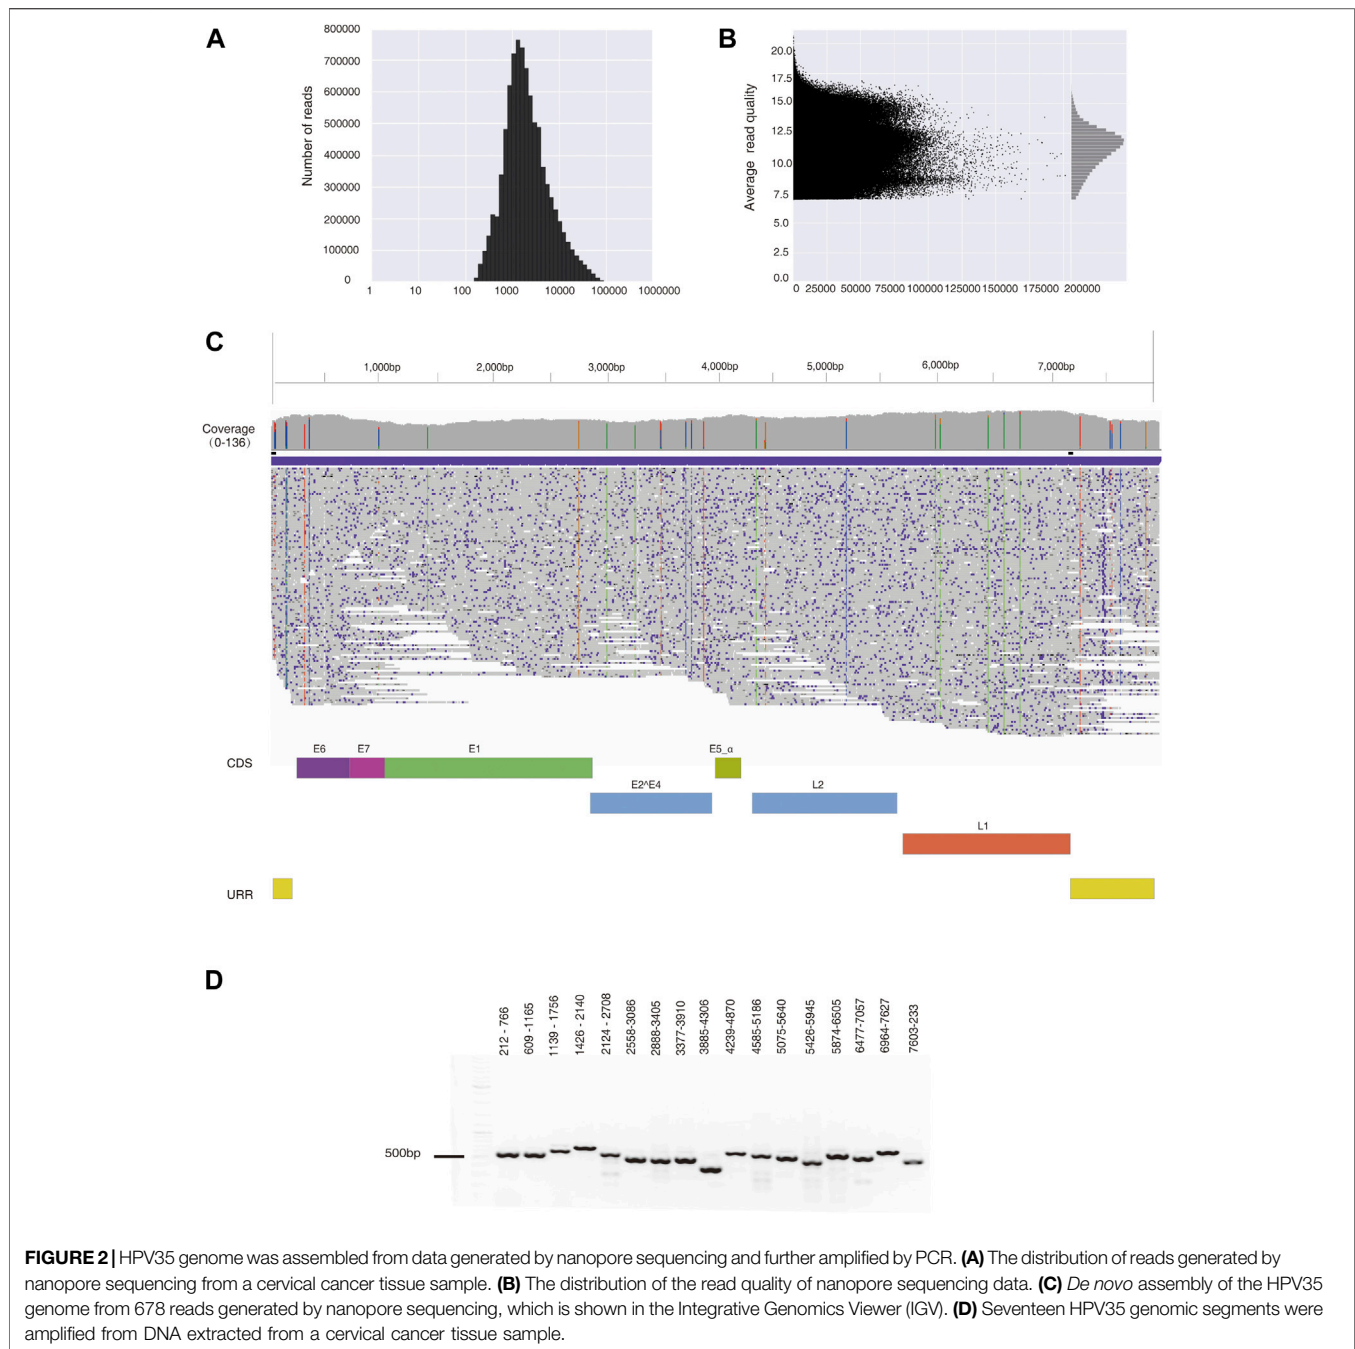 A
Number of reads
800000
700000
600000
500000
400000
300000
200000
100000
0
1 10 100 1000 10000 100000 1000000
B
Average read quality
20.0
17.5
15.0
12.5
10.0
7.5
5.0
2.5
0.0
0 25000 50000 75000 100000 125000 150000 175000 200000
C
1,000bp 2,000bp 3,000bp 4,000bp 5,000bp 6,000bp 7,000bp
Coverage
(0-136)
CDS
E6 E7 E1 E5_α
E2^E4 L2
L1
URR
D
212 - 766
609 -1165
1139 - 1756
1426 - 2140
2124 - 2708
2558-3086
2888-3405
3377-3910
3885-4306
4239-4870
4585-5186
5075-5640
5426-5945
5874-6505
6477-7057
6964-7627
7603-233
500bp
FIGURE 2 | HPV35 genome was assembled from data generated by nanopore sequencing and further amplified by PCR. (A) The distribution of reads generated by
nanopore sequencing from a cervical cancer tissue sample. (B) The distribution of the read quality of nanopore sequencing data. (C) De novo assembly of the HPV35
genome from 678 reads generated by nanopore sequencing, which is shown in the Integrative Genomics Viewer (IGV). (D) Seventeen HPV35 genomic segments were
amplified from DNA extracted from a cervical cancer tissue sample.